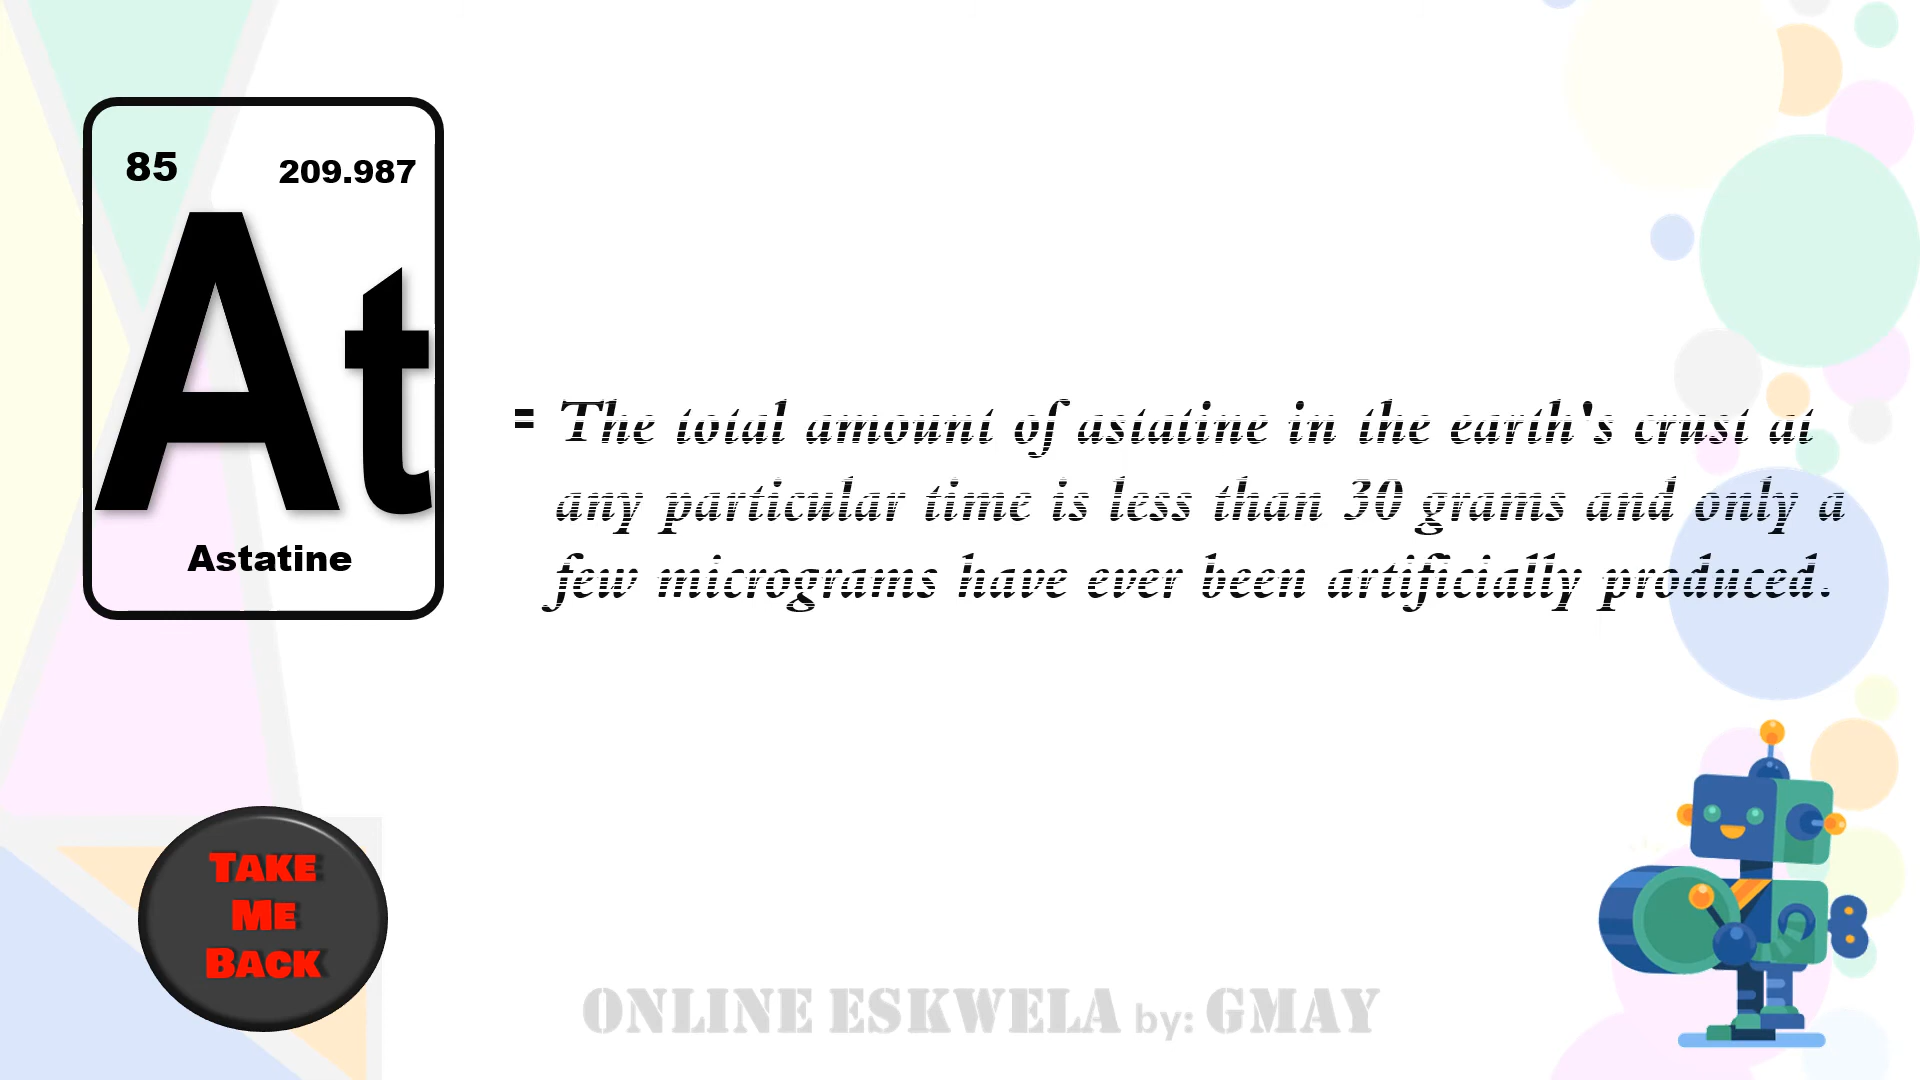 85 209.987
At
Astatine
= The total amount of astatine in the earth's crust at
any particular time is less than 30 grams and only a
few micrograms have ever been artificially produced.
TAKE
ME
BACK
ONLINE ESKWELA by: GMAY